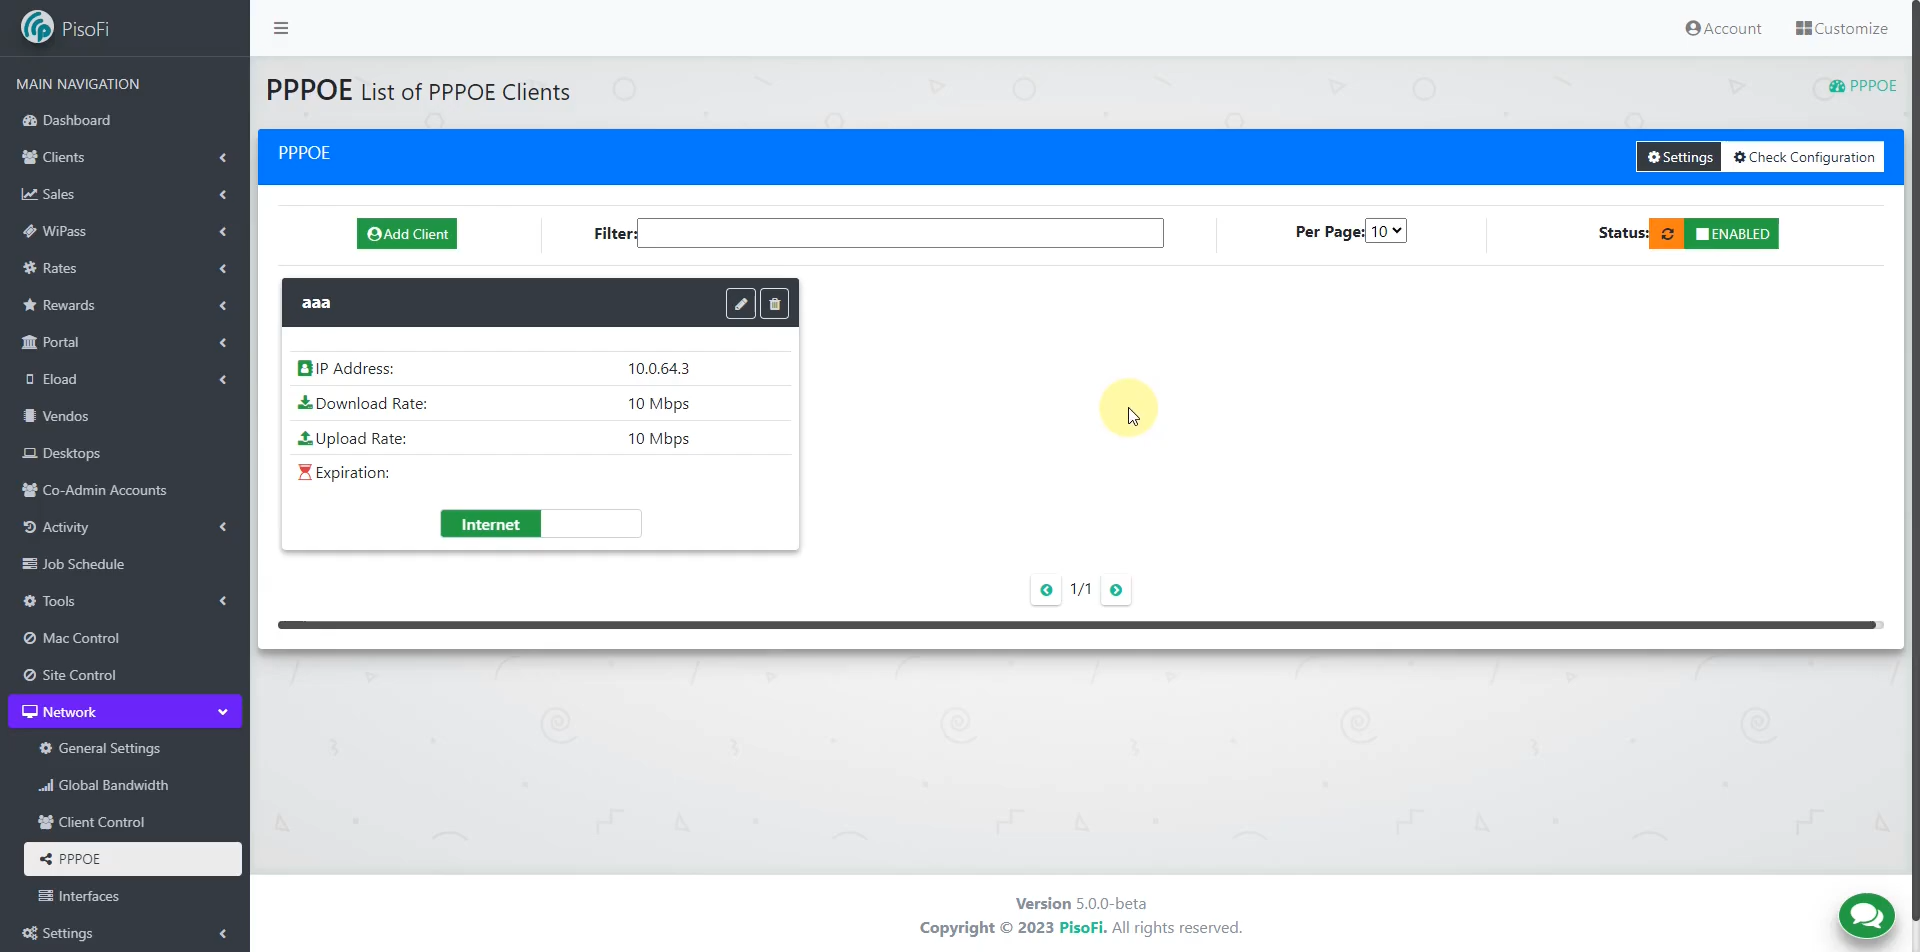 PisoFi
Account
Customize
MAIN NAVIGATION
Dashboard
Clients
Sales
WiPass
Rates
Rewards
Portal
Eload
Vendos
Desktops
Co-Admin Accounts
Activity
Job Schedule
Tools
Mac Control
Site Control
Network
General Settings
Global Bandwidth
Client Control
PPPOE
Interfaces
Settings
PPPOE List of PPPOE Clients
PPPOE
PPPOE
Settings
Check Configuration
Add Client
Filter:
Per Page: 10
Status: ENABLED
aaa
IP Address: 10.0.64.3
Download Rate: 10 Mbps
Upload Rate: 10 Mbps
Expiration:
Internet
1/1
Version 5.0.0-beta
Copyright © 2023 PisoFi. All rights reserved.